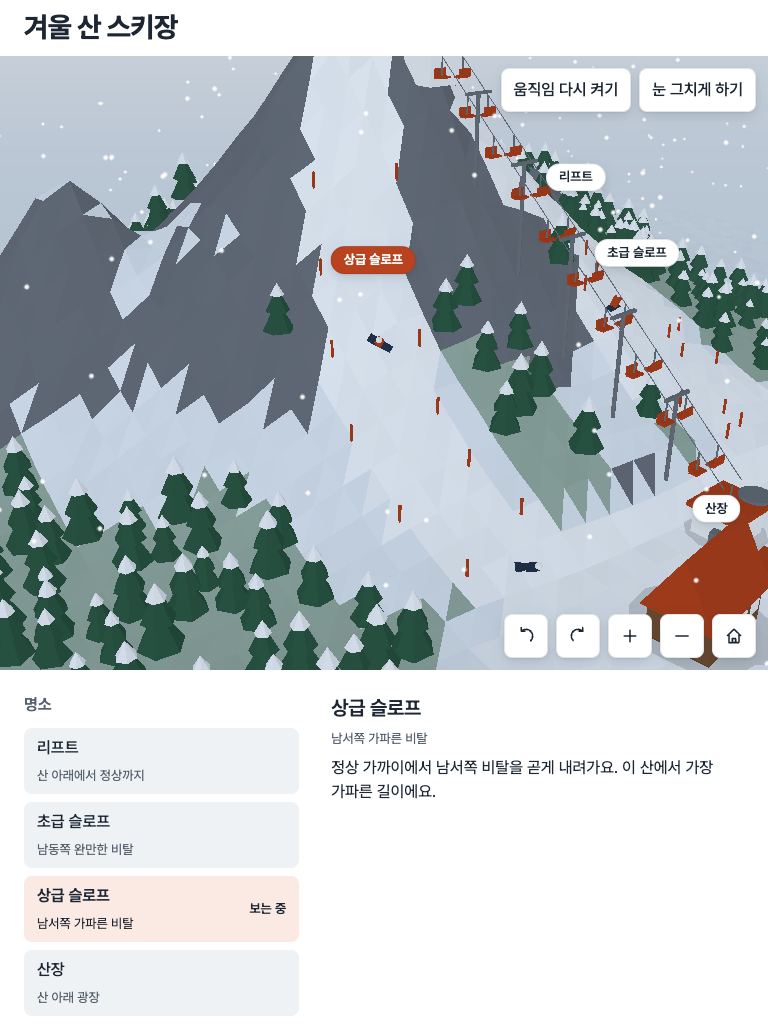 겨울 산 스키장
움직임 다시 켜기
눈 그치게 하기
리프트
초급 슬로프
상급 슬로프
산장
명소
리프트
산 아래에서 정상까지
초급 슬로프
남동쪽 완만한 비탈
상급 슬로프
남서쪽 가파른 비탈
보는 중
산장
산 아래 광장
상급 슬로프
남서쪽 가파른 비탈
정상 가까이에서 남서쪽 비탈을 곧게 내려가요. 이 산에서 가장
가파른 길이에요.